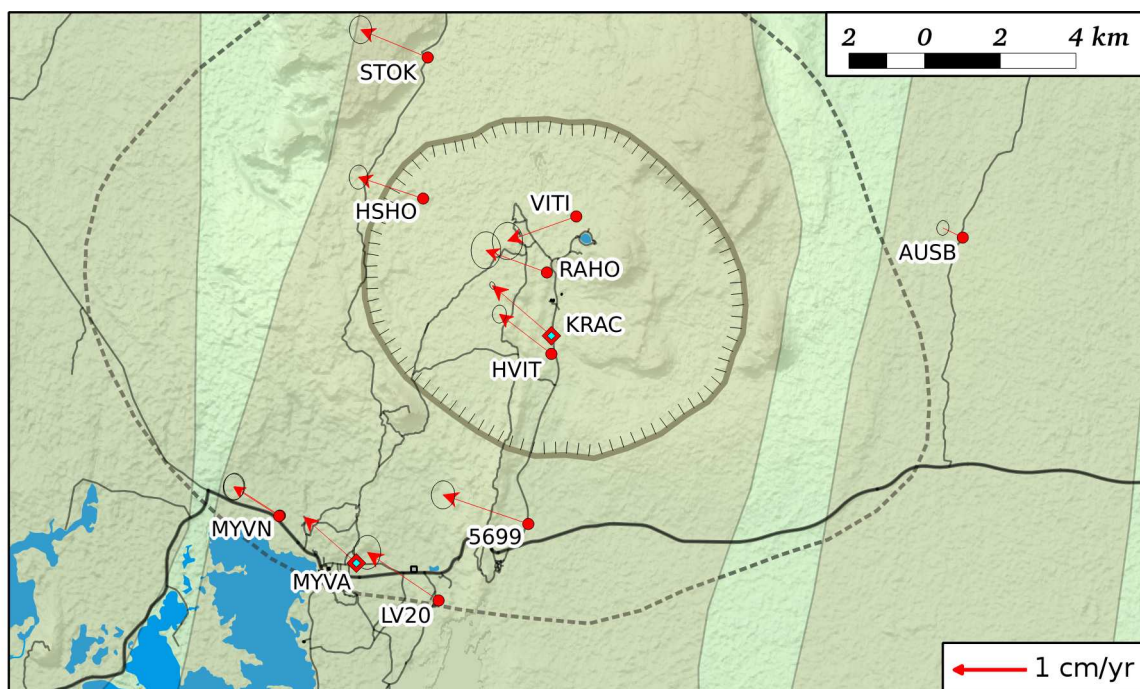 2 0 2 4 km
STOK
HSHO
VITI
AUSB
RAHO
KRAC
HVIT
MYVN
5699
MYVA
LV20
1 cm/yr